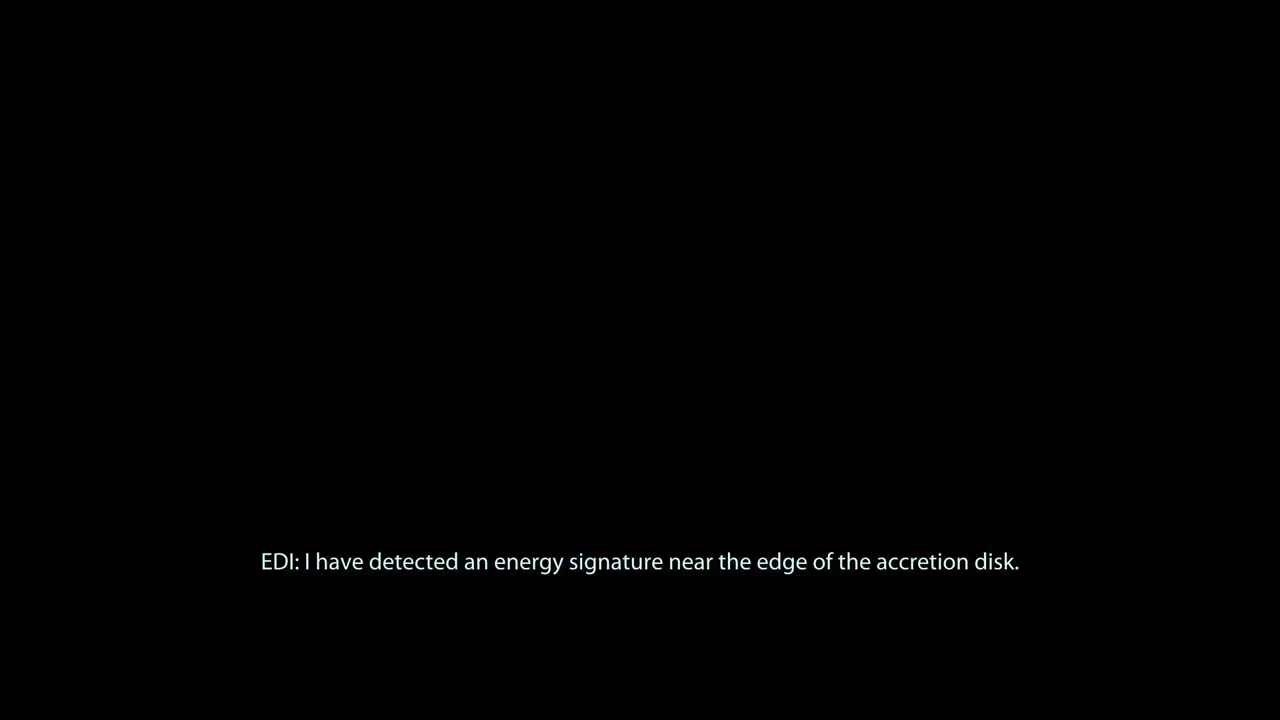 EDI: I have detected an energy signature near the edge of the accretion disk.